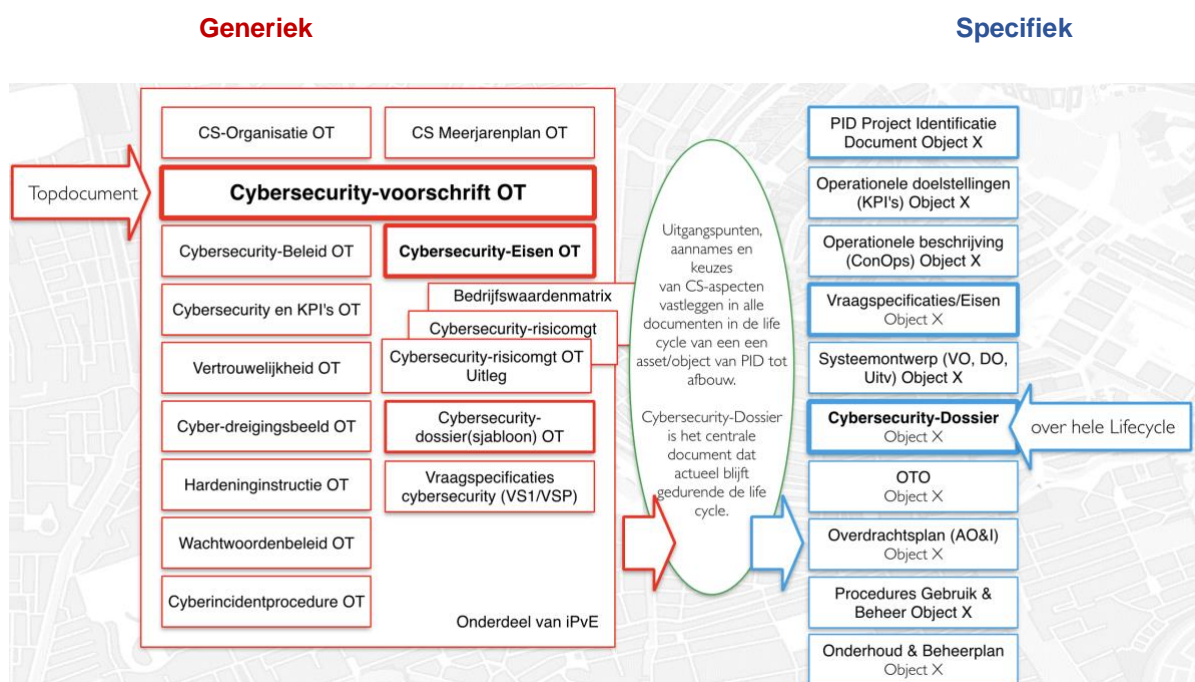 Generiek
Specifiek
Topdocument
CS-Organisatie OT
CS Meerjarenplan OT
Cybersecurity-voorschrift OT
Cybersecurity-Beleid OT
Cybersecurity-Eisen OT
Cybersecurity en KPI's OT
Bedrijfswaardenmatrix
Cybersecurity-risicomgt
Cybersecurity-risicomgt OT
Uitleg
Vertrouwelijkheid OT
Cyber-dreigingsbeeld OT
Cybersecurity-
dossier(sjabloon) OT
Hardeninginstructie OT
Vraagspecificaties
cybersecurity (VS1/VSP)
Wachtwoordenbeleid OT
Cyberincidentprocedure OT
Onderdeel van iPvE
Uitgangspunten,
aannames en
keuzes
van CS-aspecten
vastleggen in alle
documenten in de life
cycle van een een
asset/object van PID tot
afbouw.
Cybersecurity-Dossier
is het centrale
document dat
actueel blijft
gedurende de life
cycle.
PID Project Identificatie
Document Object X
Operationele doelstellingen
(KPI's) Object X
Operationele beschrijving
(ConOps) Object X
Vraagspecificaties/Eisen
Object X
Systeemontwerp (VO, DO,
Uitv) Object X
Cybersecurity-Dossier
Object X
over hele Lifecycle
OTO
Object X
Overdrachtsplan (AO&I)
Object X
Procedures Gebruik &
Beheer Object X
Onderhoud & Beheerplan
Object X